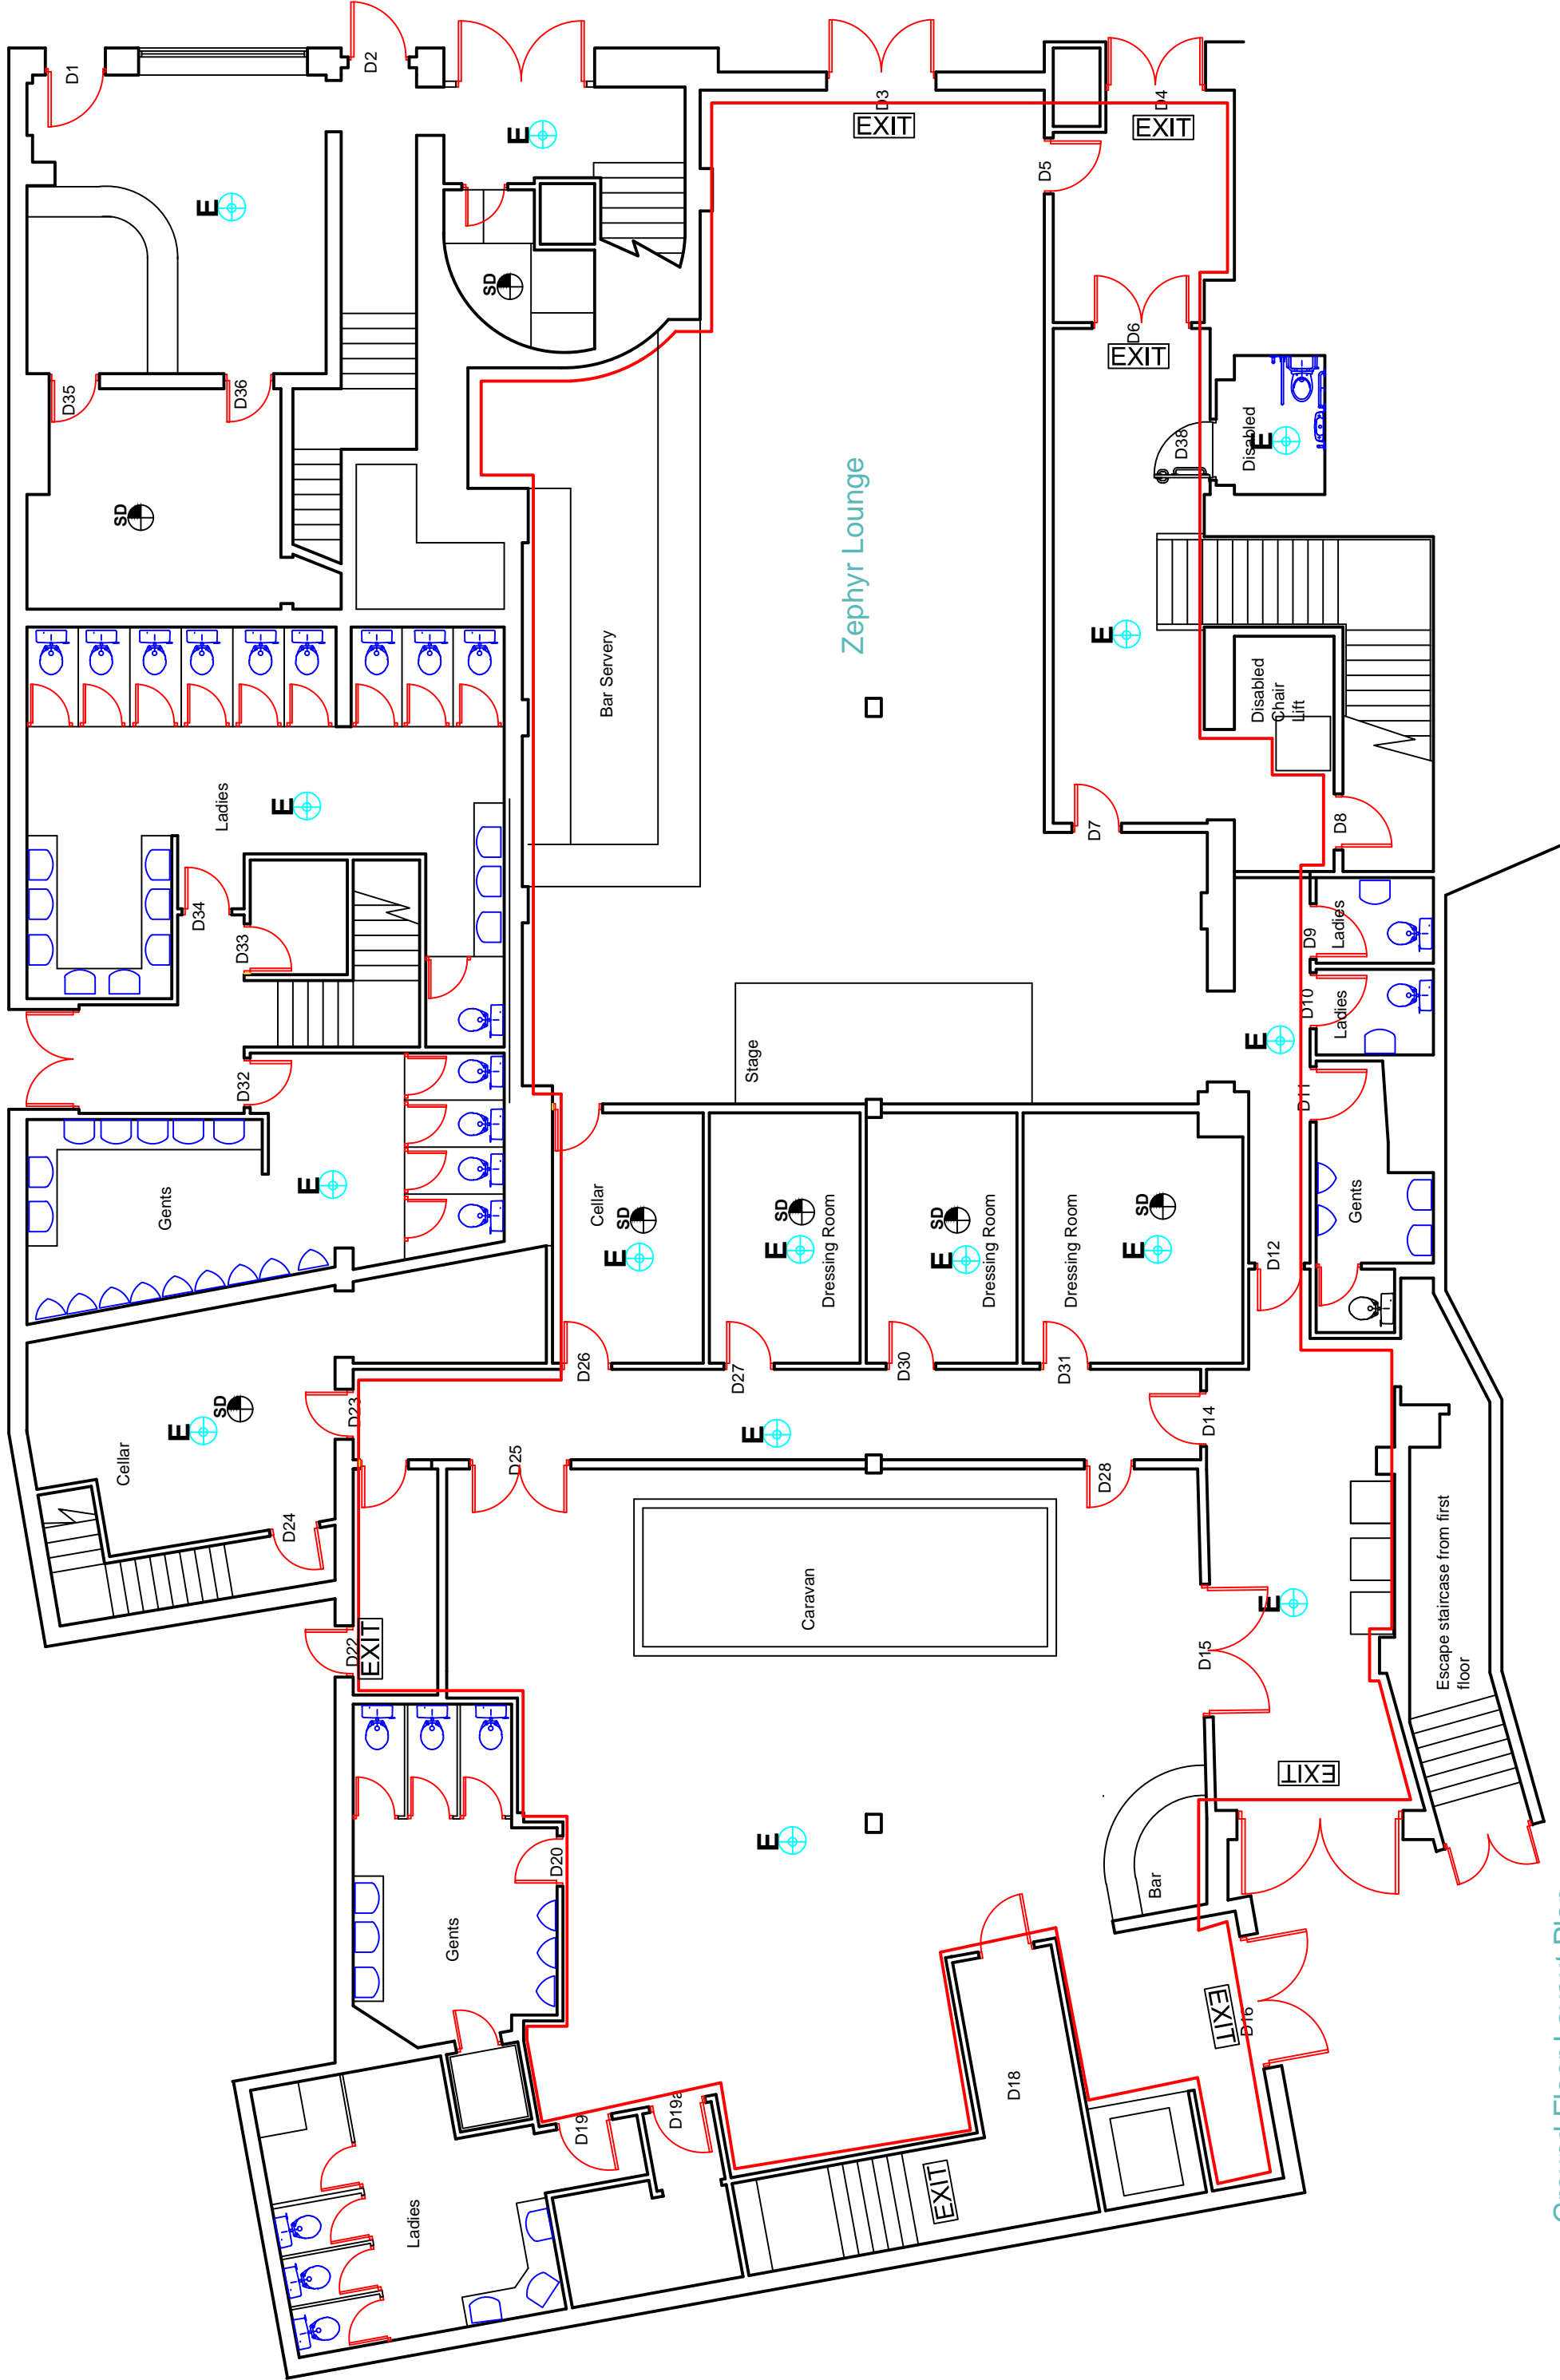 D1
D2
E
D3
EXIT
D4
EXIT
D5
E
SD
D6
EXIT
D35
D36
D38
Disabled
E
SD
Zephyr Lounge
E
Bar Servery
Disabled
Chair
Lift
Ladies
E
D7
D8
D34
D33
D9
Ladies
D10
Ladies
E
Stage
D32
D11
Gents
E
Cellar
SD
E
SD
E
Dressing Room
SD
E
Dressing Room
SD
E
Dressing Room
D12
Gents
D26
D27
D30
D31
SD
E
Cellar
D23
E
D14
D25
D28
D24
Caravan
E
D15
D22
EXIT
Escape staircase from first
floor
EXIT
D20
E
Bar
Gents
D18
EXIT
D16
D19
D19a
EXIT
Ladies